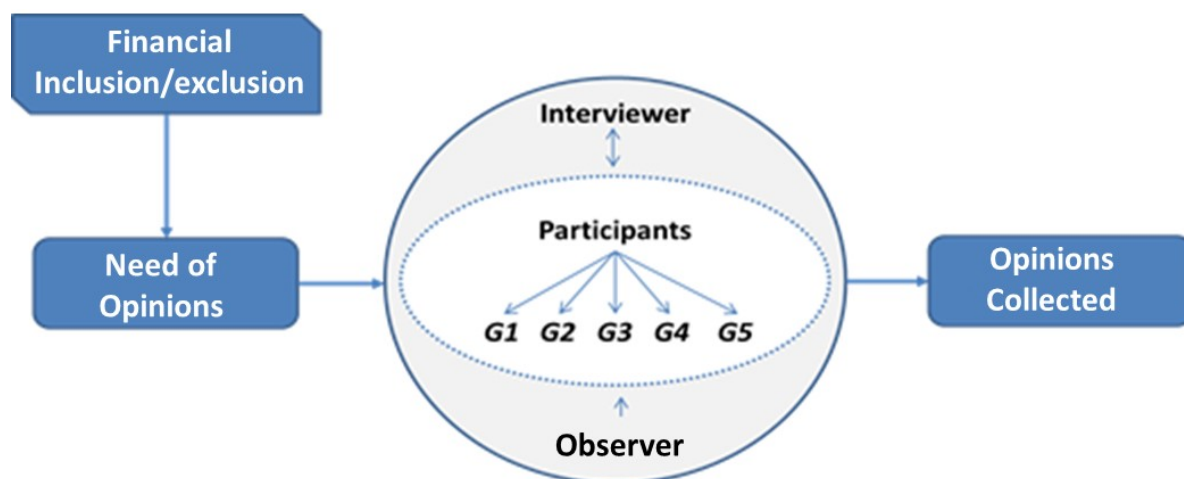 Financial
Inclusion/exclusion
Need of
Opinions
Interviewer
Participants
G1 G2 G3 G4 G5
Observer
Opinions
Collected